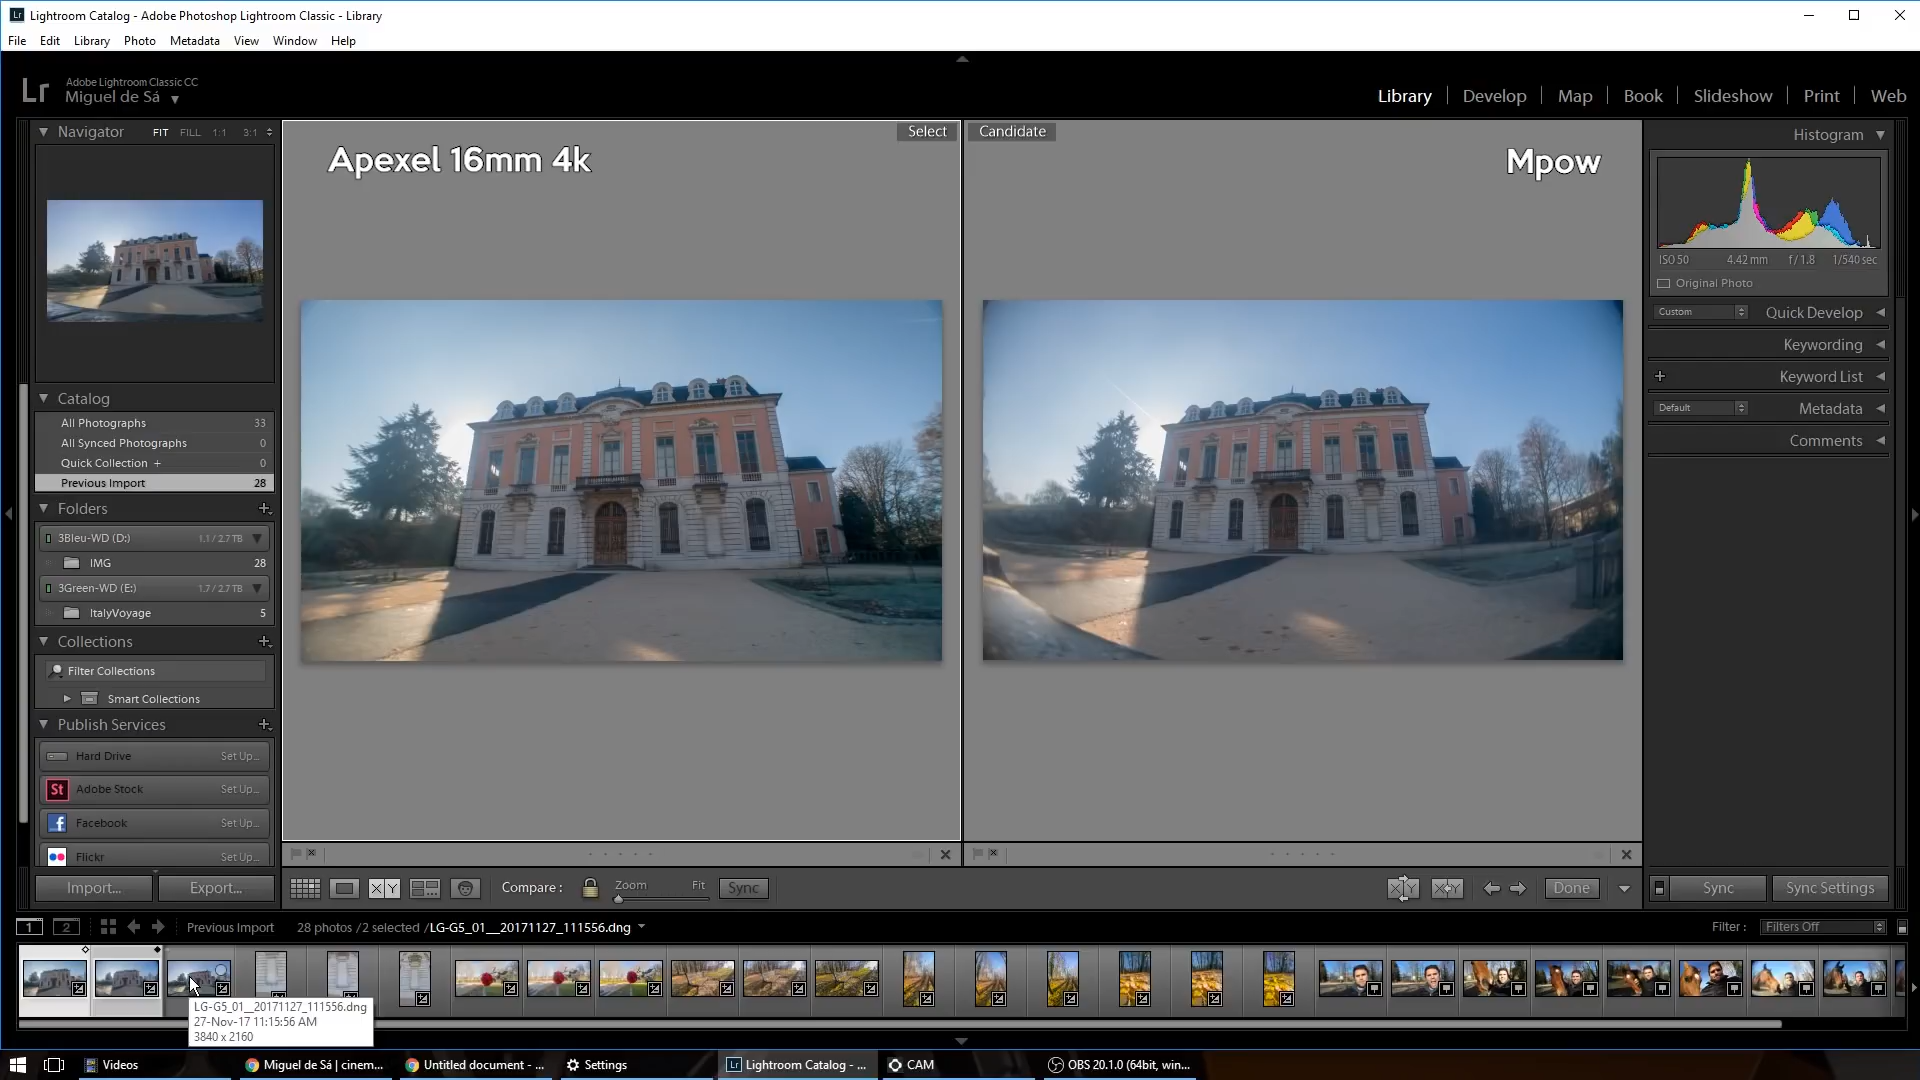 Lightroom Catalog - Adobe Photoshop Lightroom Classic - Library
File Edit Library Photo Metadata View Window Help
Lr Adobe Lightroom Classic CC
Miguel de Sá
Library Develop Map Book Slideshow Print Web
Navigator FIT FILL 1:1 3:1
Select
Candidate
Histogram
Apexel 16mm 4k
Mpow
ISO 50 4.42 mm f / 1.8 1/540 sec
Original Photo
Custom Quick Develop
Keywording
Keyword List
Default Metadata
Comments
Catalog
All Photographs 33
All Synced Photographs 0
Quick Collection + 0
Previous Import 28
Folders
3Bleu-WD (D:) 1.1 / 2.7 TB
IMG 28
3Green-WD (E:) 1.7 / 2.7 TB
ItalyVoyage 5
Collections
Filter Collections
Smart Collections
Publish Services
Hard Drive Set Up...
St Adobe Stock Set Up...
Facebook Set Up...
Flickr Set Up...
Import... Export...
X Y Compare : Zoom Fit Sync
Done
Sync Sync Settings
1 2 Previous Import 28 photos /2 selected /LG-G5_01__20171127_111556.dng
Filter : Filters Off
LG-G5_01__20171127_111556.dng
27-Nov-17 11:15:56 AM
3840 x 2160
Videos Miguel de Sá | cinem... Untitled document - ... Settings Lightroom Catalog - ... CAM OBS 20.1.0 (64bit, win...